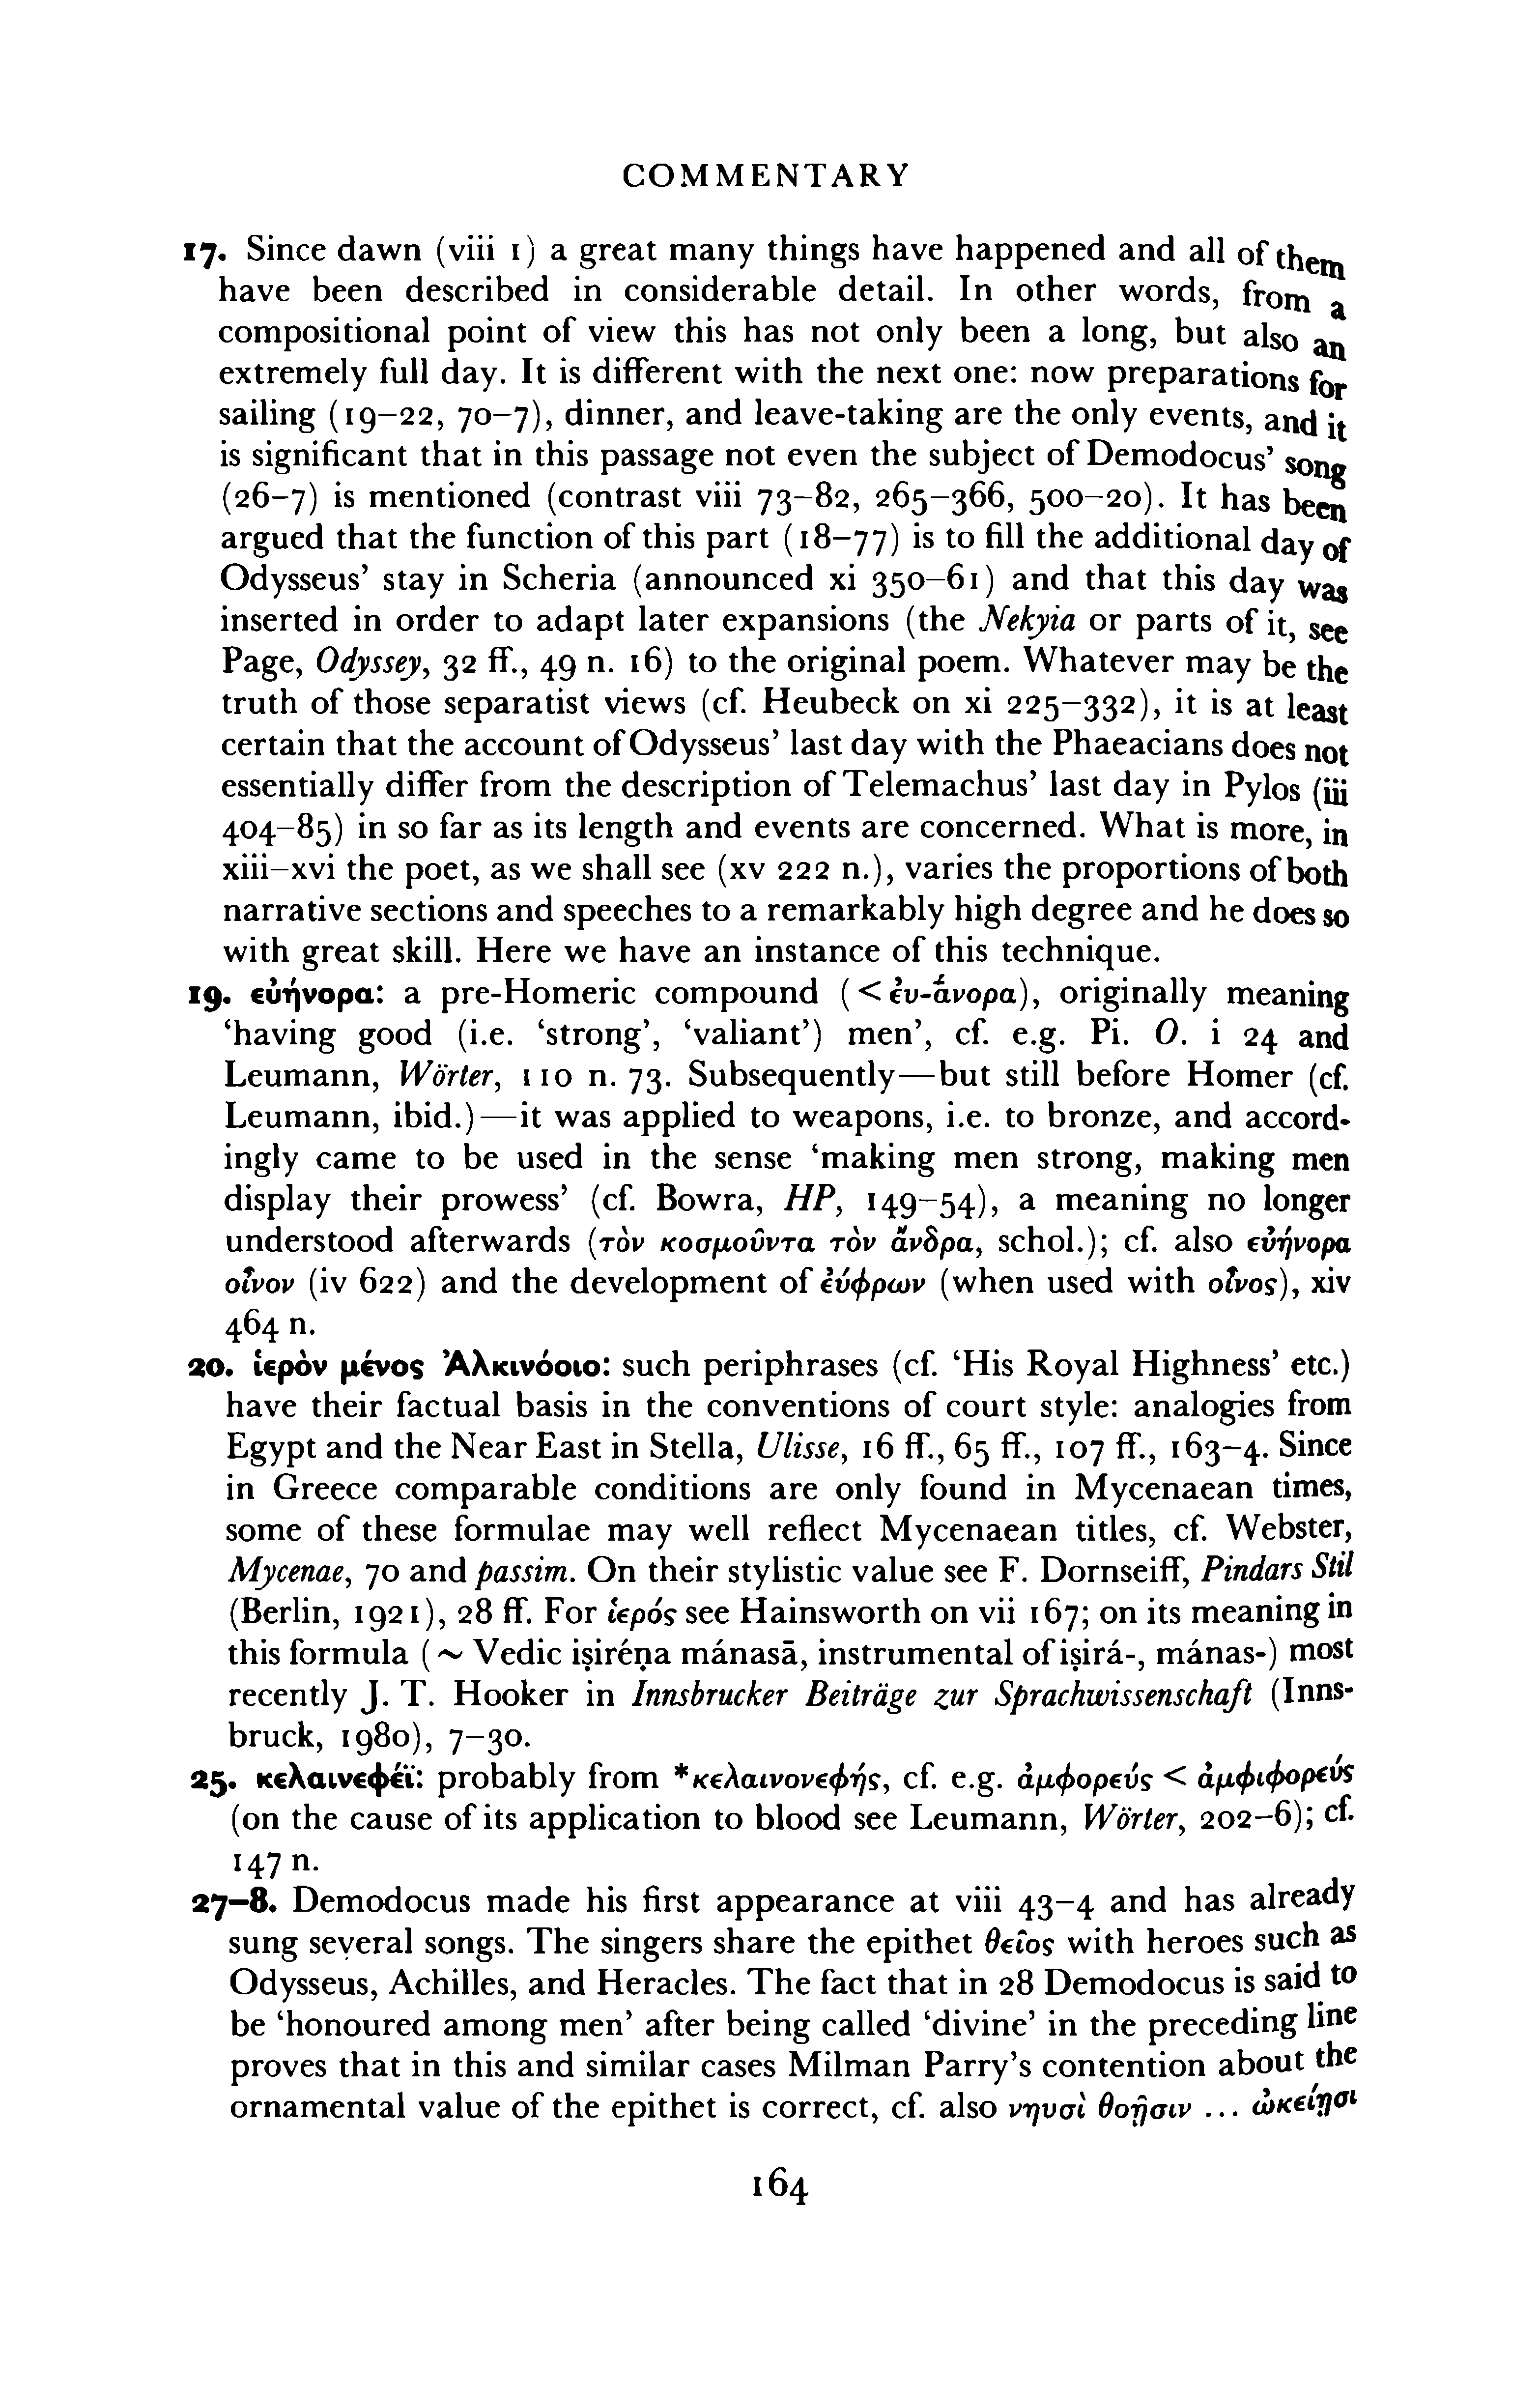 COMMENTARY
17. Since dawn (viii 1) a great many things have happened and all of them
have been described in considerable detail. In other words, from a
compositional point of view this has not only been a long, but also an
extremely full day. It is different with the next one: now preparations for
sailing (19–22, 70–7), dinner, and leave-taking are the only events, and it
is significant that in this passage not even the subject of Demodocus’ song
(26–7) is mentioned (contrast viii 73–82, 265–366, 500–20). It has been
argued that the function of this part (18–77) is to fill the additional day of
Odysseus’ stay in Scheria (announced xi 350–61) and that this day was
inserted in order to adapt later expansions (the Nekyia or parts of it, see
Page, Odyssey, 32 ff., 49 n. 16) to the original poem. Whatever may be the
truth of those separatist views (cf. Heubeck on xi 225–332), it is at least
certain that the account of Odysseus’ last day with the Phaeacians does not
essentially differ from the description of Telemachus’ last day in Pylos (iii
404–85) in so far as its length and events are concerned. What is more, in
xiii–xvi the poet, as we shall see (xv 222 n.), varies the proportions of both
narrative sections and speeches to a remarkably high degree and he does so
with great skill. Here we have an instance of this technique.
19. εὐήνορα: a pre-Homeric compound (< ἐυ-ά̄νορα), originally meaning
‘having good (i.e. ‘strong’, ‘valiant’) men’, cf. e.g. Pi. O. i 24 and
Leumann, Wörter, 110 n. 73. Subsequently—but still before Homer (cf.
Leumann, ibid.)—it was applied to weapons, i.e. to bronze, and accord-
ingly came to be used in the sense ‘making men strong, making men
display their prowess’ (cf. Bowra, HP, 149–54), a meaning no longer
understood afterwards (τὸν κοσμοῦντα τὸν ἄνδρα, schol.); cf. also εὐήνορα
οἶνον (iv 622) and the development of ἐύφρων (when used with οἶνος), xiv
464 n.
20. ἱερὸν μένος Ἀλκινόοιο: such periphrases (cf. ‘His Royal Highness’ etc.)
have their factual basis in the conventions of court style: analogies from
Egypt and the Near East in Stella, Ulisse, 16 ff., 65 ff., 107 ff., 163–4. Since
in Greece comparable conditions are only found in Mycenaean times,
some of these formulae may well reflect Mycenaean titles, cf. Webster,
Mycenae, 70 and passim. On their stylistic value see F. Dornseiff, Pindars Stil
(Berlin, 1921), 28 ff. For ἱερός see Hainsworth on vii 167; on its meaning in
this formula (~ Vedic iṣiréṇa mánasā, instrumental of iṣirá-, mánas-) most
recently J. T. Hooker in Innsbrucker Beiträge zur Sprachwissenschaft (Inns-
bruck, 1980), 7–30.
25. κελαινεφέϊ: probably from *κελαινονεφής, cf. e.g. ἀμφορεύς < ἀμφιφορεύς
(on the cause of its application to blood see Leumann, Wörter, 202–6); cf.
147 n.
27–8. Demodocus made his first appearance at viii 43–4 and has already
sung several songs. The singers share the epithet θεῖος with heroes such as
Odysseus, Achilles, and Heracles. The fact that in 28 Demodocus is said to
be ‘honoured among men’ after being called ‘divine’ in the preceding line
proves that in this and similar cases Milman Parry’s contention about the
ornamental value of the epithet is correct, cf. also νηυσὶ θοῇσιν ... ὠκείῃσι
164